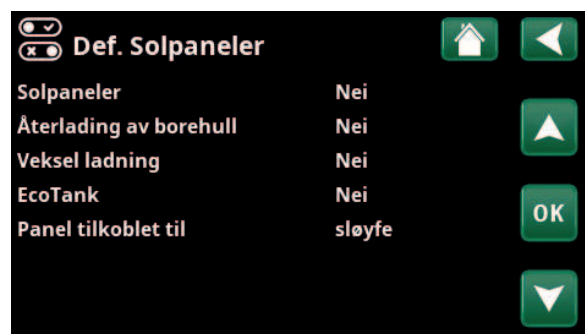 Def. Solpaneler
Solpaneler Nei
Återlading av borehull Nei
Veksel ladning Nei
EcoTank Nei
OK
Panel tilkoblet til sløyfe